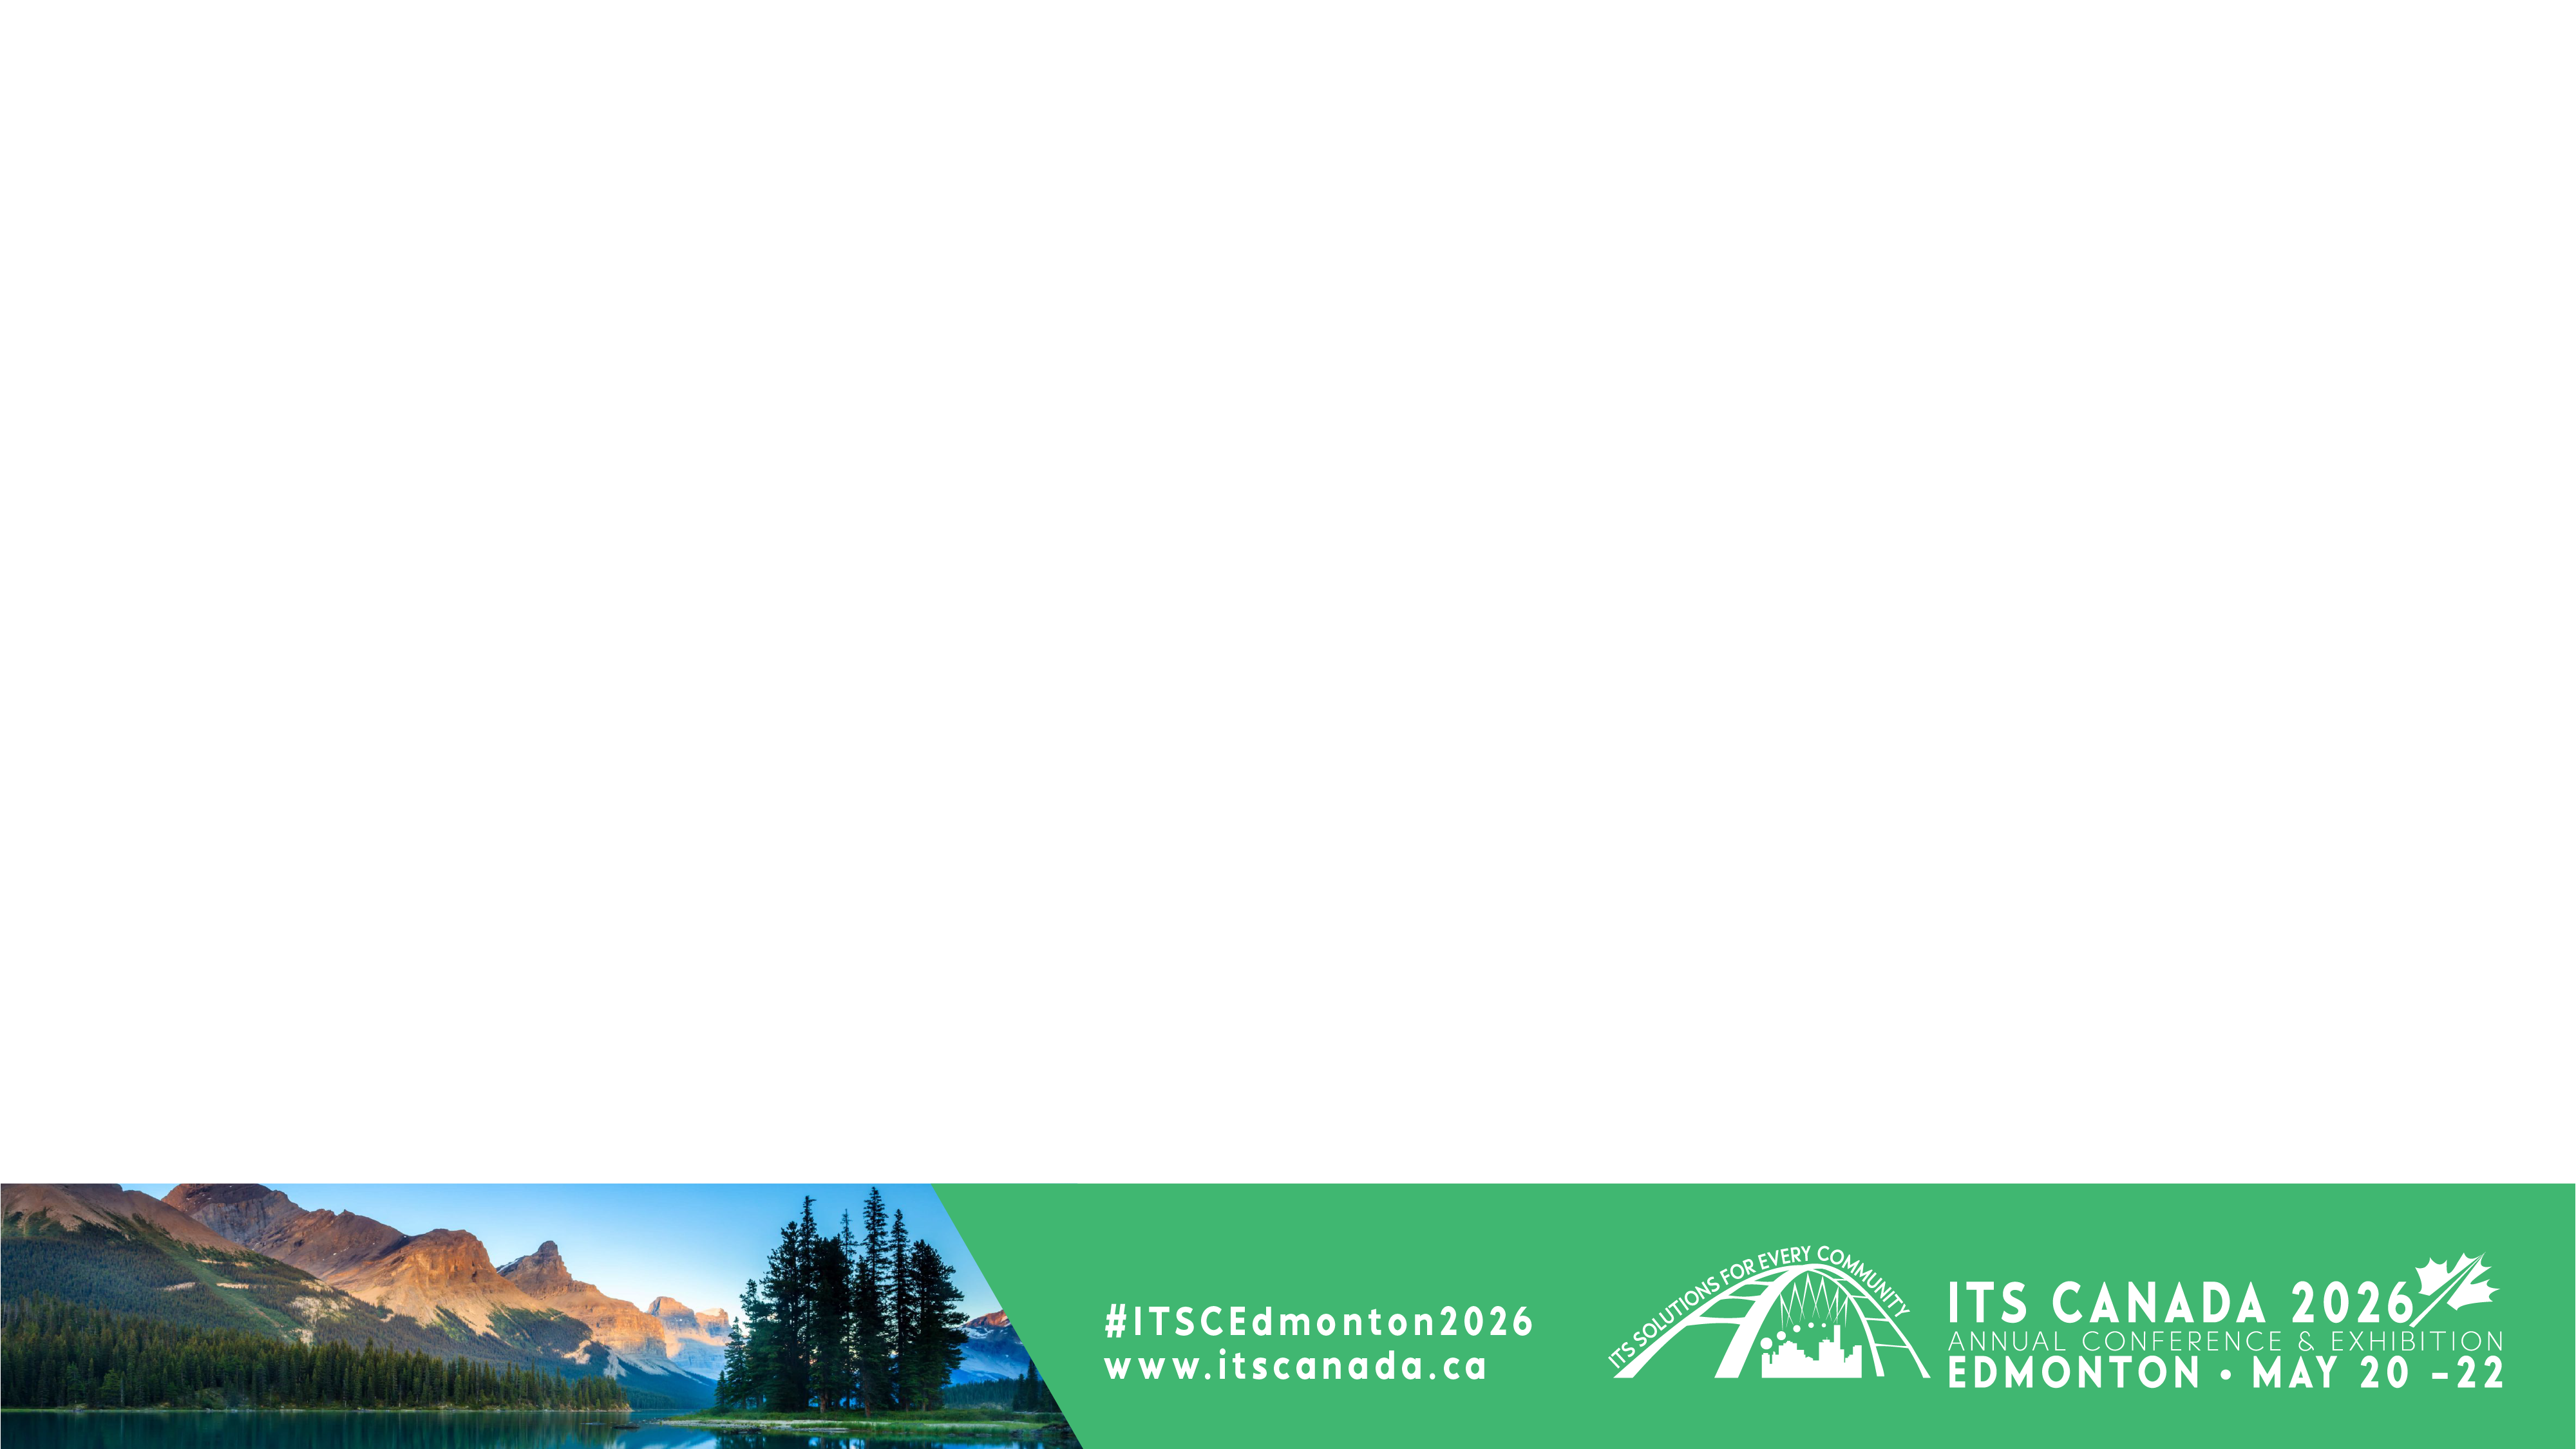 #ITSCEdmonton2026
www.itscanada.ca
ITS SOLUTIONS FOR EVERY COMMUNITY
ITS CANADA 2026
ANNUAL CONFERENCE & EXHIBITION
EDMONTON • MAY 20 -22